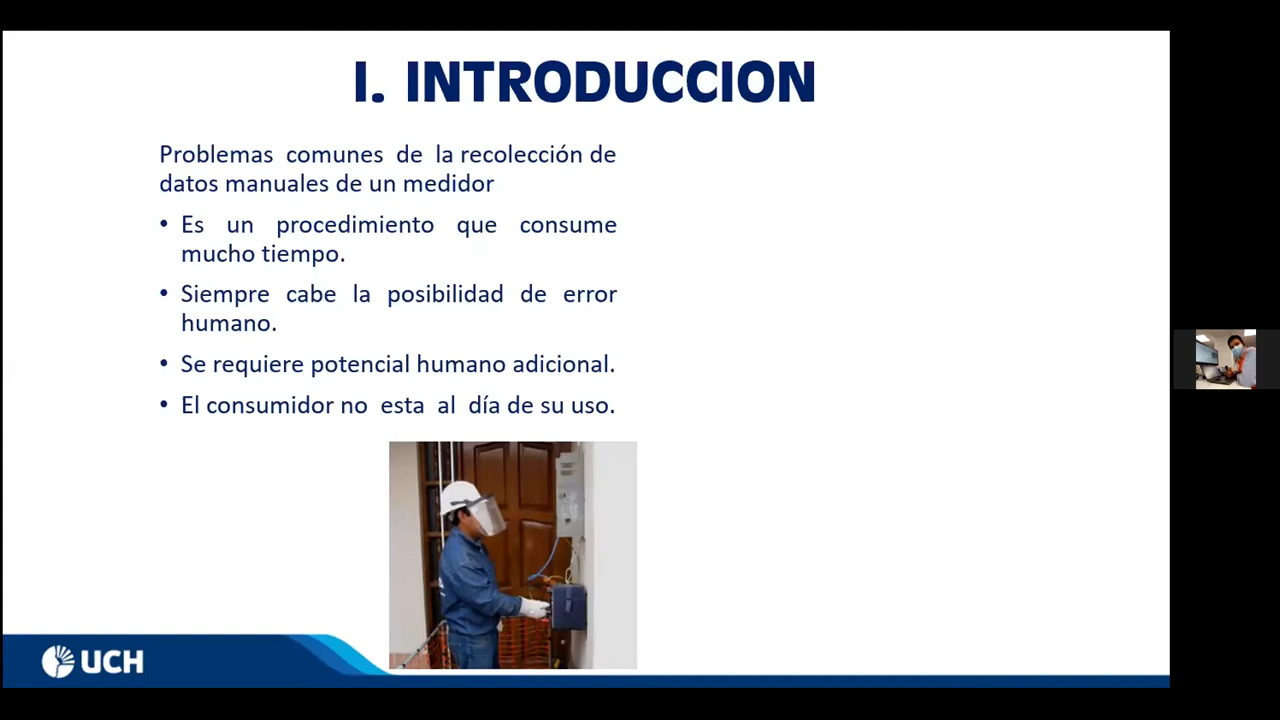 I. INTRODUCCION
Problemas comunes de la recolección de
datos manuales de un medidor
• Es un procedimiento que consume
mucho tiempo.
• Siempre cabe la posibilidad de error
humano.
• Se requiere potencial humano adicional.
• El consumidor no esta al día de su uso.
UCH